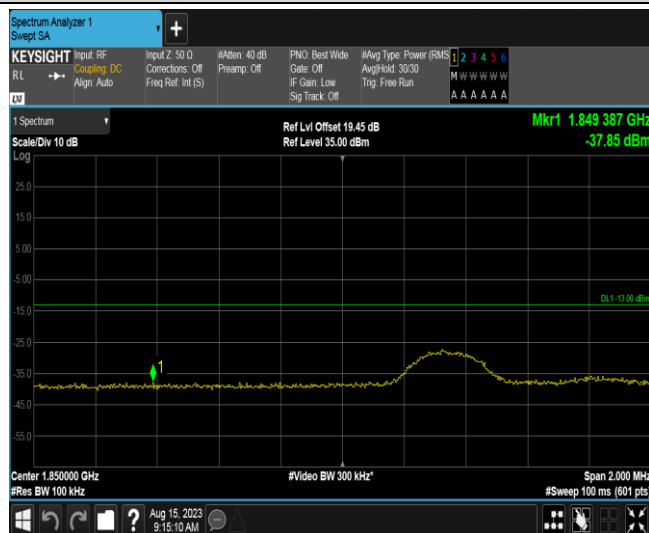 Spectrum Analyzer 1
Swept SA
+
KEYSIGHT Input: RF Input Z: 50 Ω #Atten: 40 dB PNO: Best Wide #Avg Type: Power (RMS 1 2 3 4 5 6
RL Coupling: DC Corrections: Off Preamp: Off Gate: Off Avg|Hold: 30/30 M W W W W W
Align: Auto Freq Ref: Int (S) IF Gain: Low Trig: Free Run
Sig Track: Off A A A A A A
LXI
1 Spectrum Ref Lvl Offset 19.45 dB Mkr1 1.849 387 GHz
Scale/Div 10 dB Ref Level 35.00 dBm -37.85 dBm
Log
25.0
15.0
5.00
-5.00
DL1 -13.00 dBm
-15.0
-25.0
1
-35.0
-45.0
-55.0
Center 1.850000 GHz #Video BW 300 kHz* Span 2.000 MHz
#Res BW 100 kHz #Sweep 100 ms (601 pts)
? Aug 15, 2023
9:15:10 AM